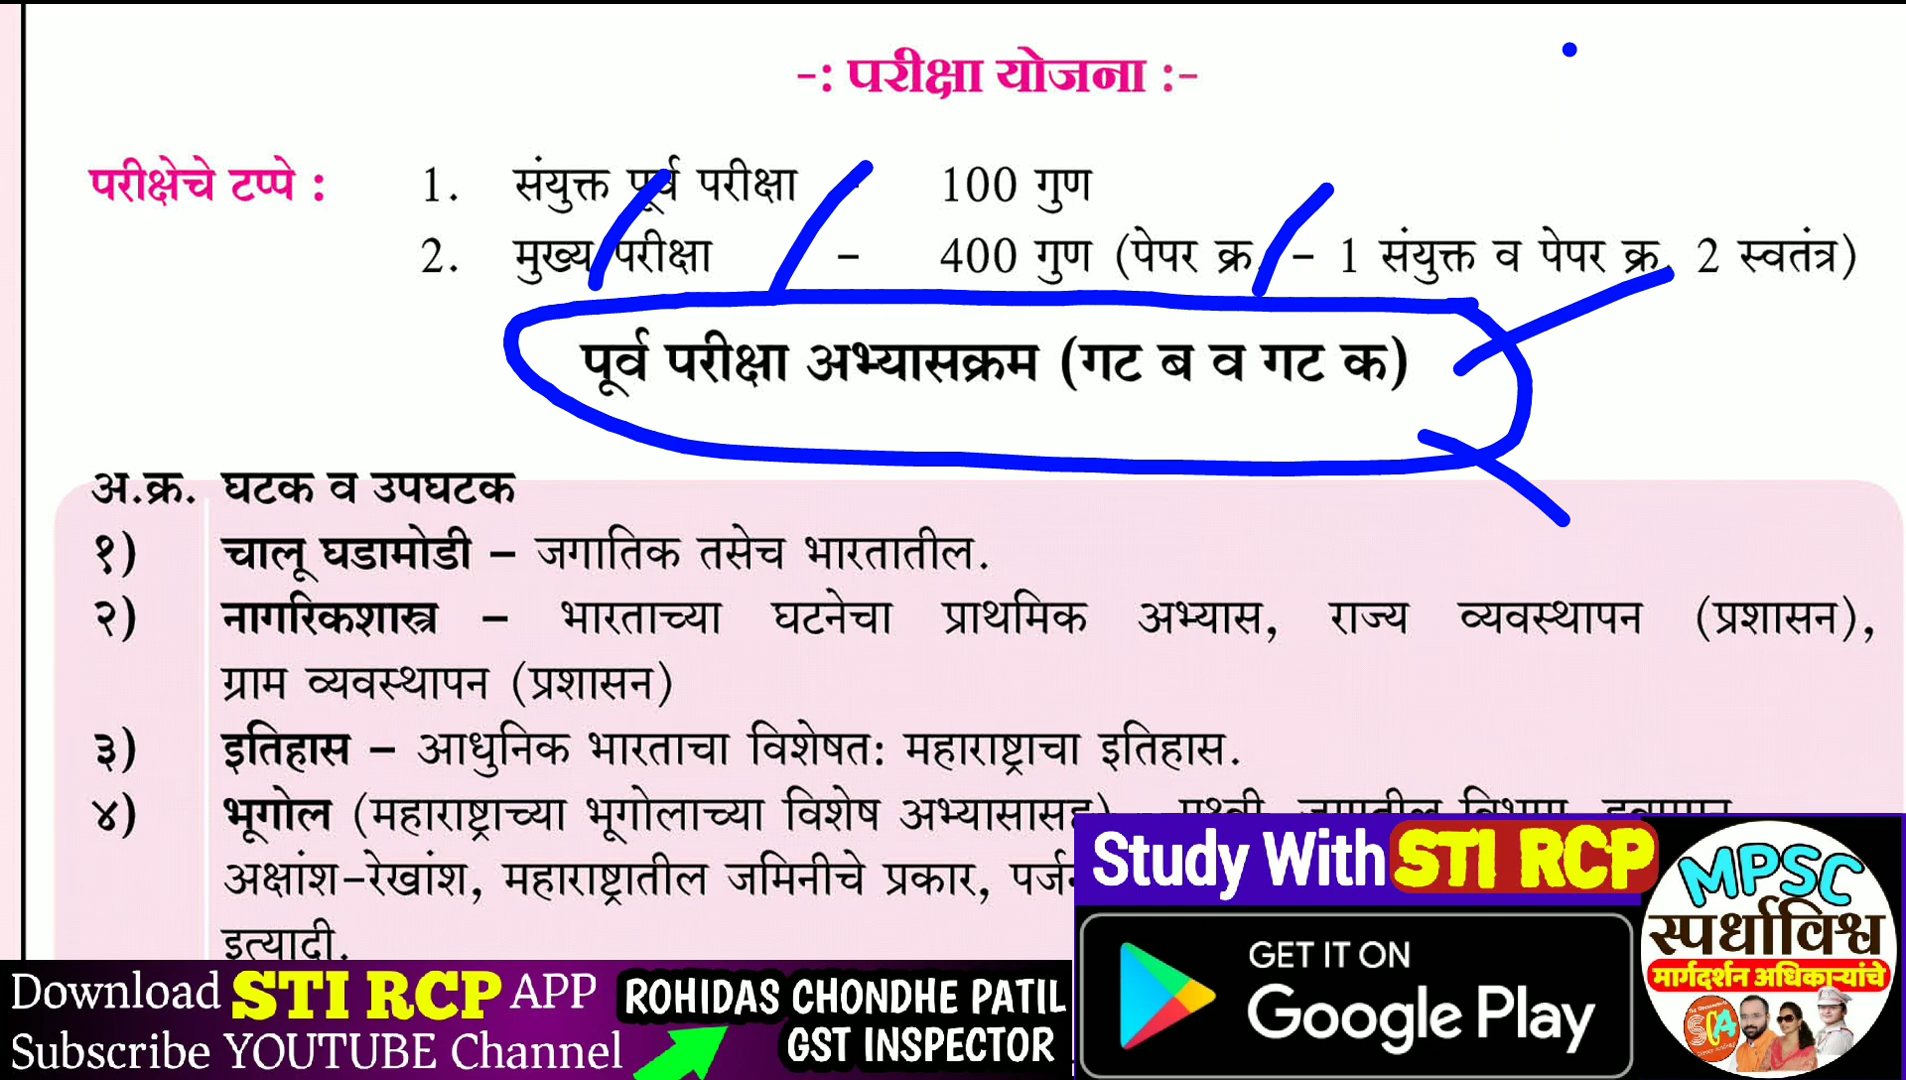 -: परीक्षा योजना :-
परीक्षेचे टप्पे : 1. संयुक्त पूर्व परीक्षा - 100 गुण
2. मुख्य परीक्षा – 400 गुण (पेपर क्र. – 1 संयुक्त व पेपर क्र. 2 स्वतंत्र)
पूर्व परीक्षा अभ्यासक्रम (गट ब व गट क)
अ.क्र. घटक व उपघटक
१) चालू घडामोडी – जगातिक तसेच भारतातील.
२) नागरिकशास्त्र – भारताच्या घटनेचा प्राथमिक अभ्यास, राज्य व्यवस्थापन (प्रशासन),
ग्राम व्यवस्थापन (प्रशासन)
३) इतिहास – आधुनिक भारताचा विशेषत: महाराष्ट्राचा इतिहास.
४) भूगोल (महाराष्ट्राच्या भूगोलाच्या विशेष अभ्यासासह)
अक्षांश-रेखांश, महाराष्ट्रातील जमिनीचे प्रकार,
इत्यादी.
Study With STI RCP
GET IT ON
Google Play
MPSC
स्पर्धाविश्व
मार्गदर्शन अधिकाऱ्यांचे
Download STI RCP APP
Subscribe YOUTUBE Channel
ROHIDAS CHONDHE PATIL
GST INSPECTOR